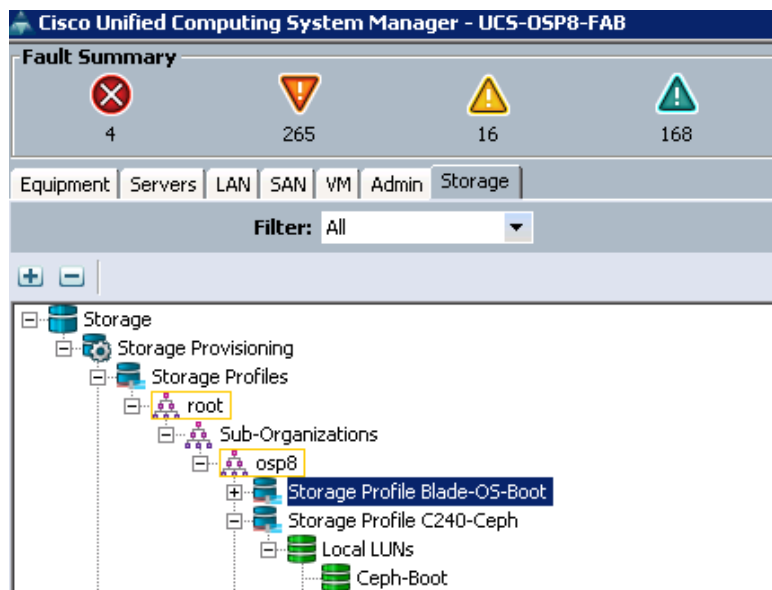 Cisco Unified Computing System Manager - UCS-OSP8-FAB
Fault Summary
4 265 16 168
Equipment Servers LAN SAN VM Admin Storage
Filter: All
Storage
Storage Provisioning
Storage Profiles
root
Sub-Organizations
osp8
Storage Profile Blade-OS-Boot
Storage Profile C240-Ceph
Local LUNs
Ceph-Boot